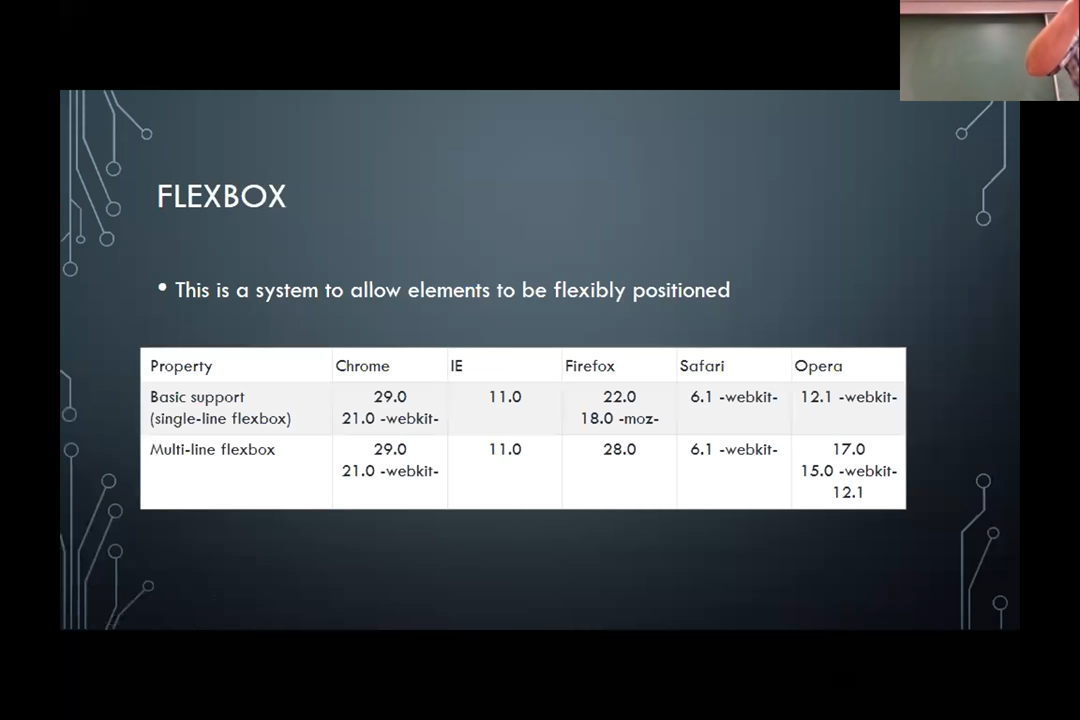 FLEXBOX
• This is a system to allow elements to be flexibly positioned
Property Chrome IE Firefox Safari Opera
Basic support 29.0 11.0 22.0 6.1 -webkit- 12.1 -webkit-
(single-line flexbox) 21.0 -webkit- 18.0 -moz-
Multi-line flexbox 29.0 11.0 28.0 6.1 -webkit- 17.0
21.0 -webkit- 15.0 -webkit-
12.1